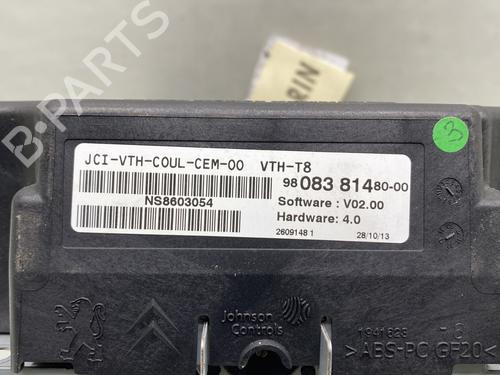 B-PARTS
RIN
3
JCI-VTH-COUL-CEM-00 VTH-T8
98 083 814 80-00
NS8603054
Software : V02.00
Hardware: 4.0
2609148 1
28/10/13
Johnson
Controls
>ABS-PC GF20<